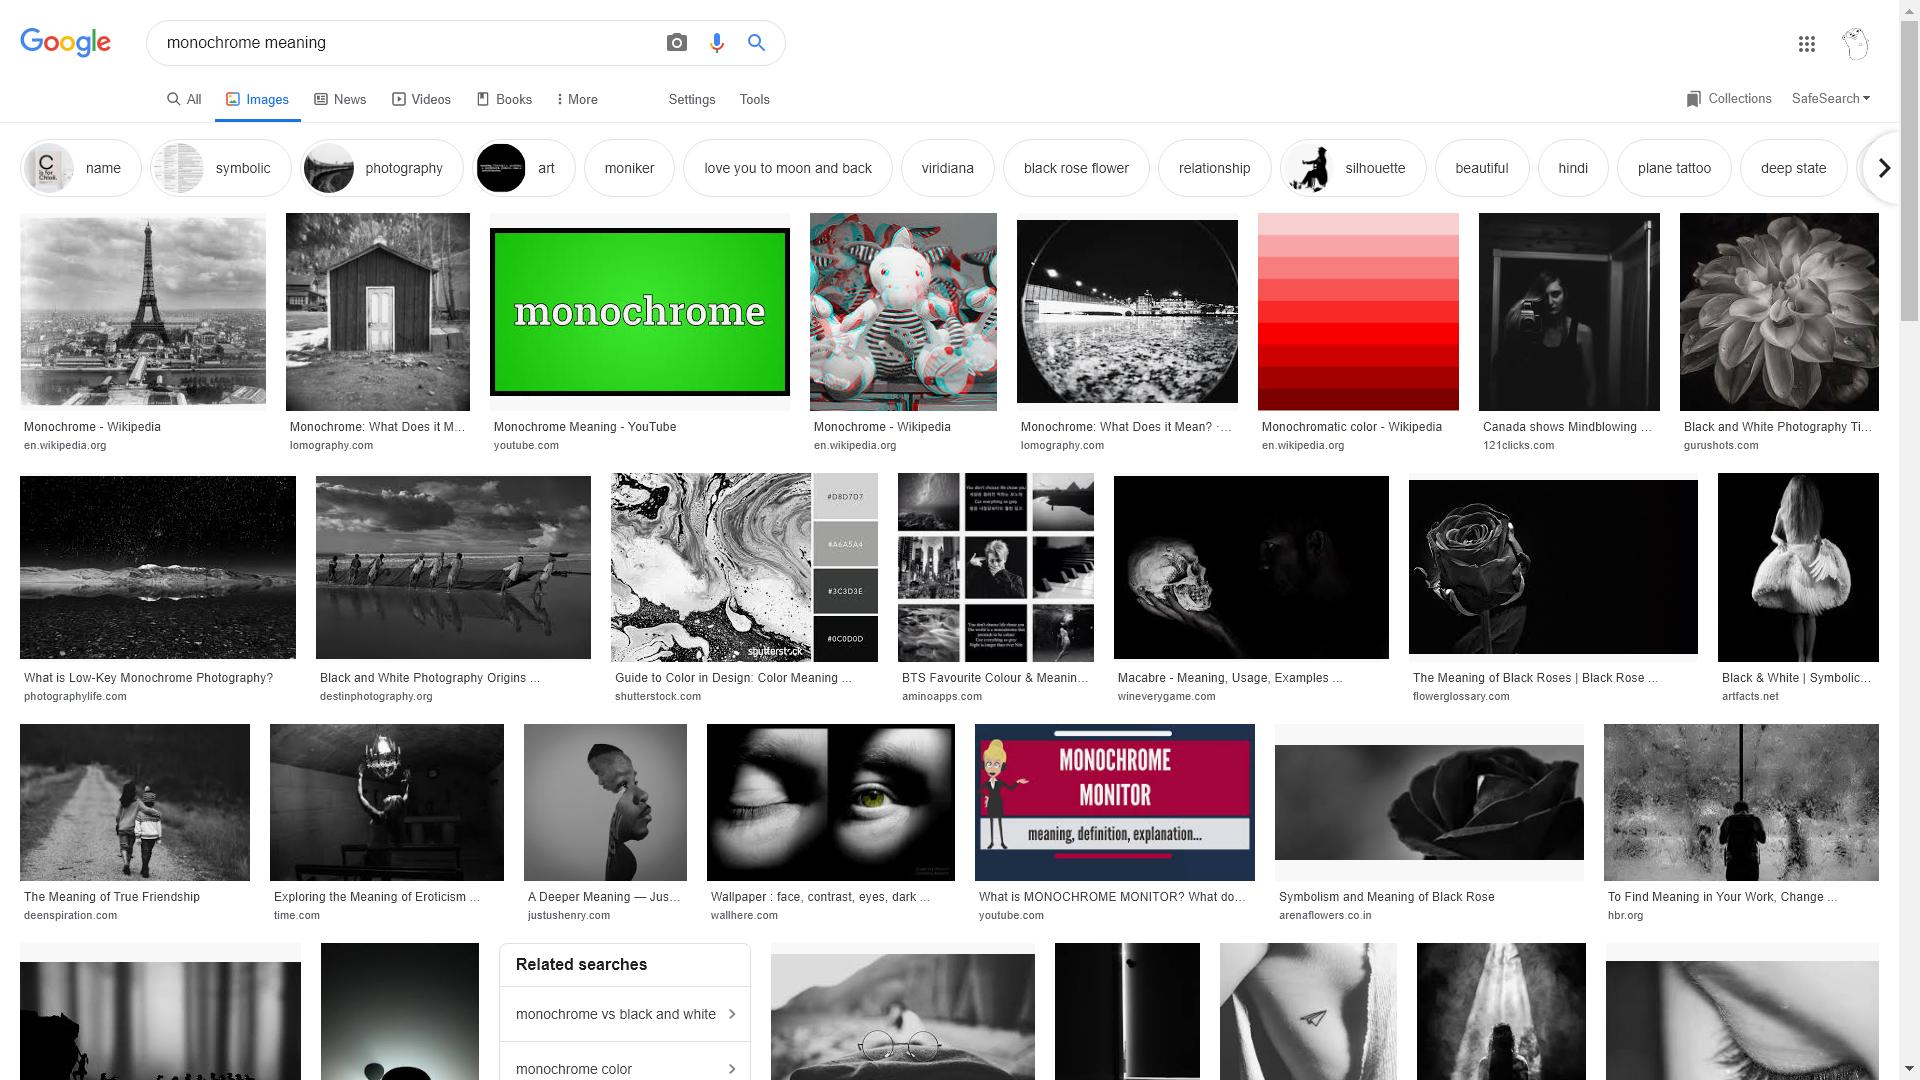 Google
monochrome meaning
All
Images
News
Videos
Books
More
Settings
Tools
Collections
SafeSearch
name
symbolic
photography
art
moniker
love you to moon and back
viridiana
black rose flower
relationship
silhouette
beautiful
hindi
plane tattoo
deep state
monochrome
Monochrome - Wikipedia
en.wikipedia.org
Monochrome: What Does it M...
lomography.com
Monochrome Meaning - YouTube
youtube.com
Monochrome - Wikipedia
en.wikipedia.org
Monochrome: What Does it Mean? · ...
lomography.com
Monochromatic color - Wikipedia
en.wikipedia.org
Canada shows Mindblowing ...
121clicks.com
Black and White Photography Ti...
gurushots.com
#D8D7D7
#A6A5A4
#3C3D3E
#0C0D0D
shutterstock
What is Low-Key Monochrome Photography?
photographylife.com
Black and White Photography Origins ...
destinphotography.org
Guide to Color in Design: Color Meaning ...
shutterstock.com
BTS Favourite Colour & Meanin...
aminoapps.com
Macabre - Meaning, Usage, Examples ...
wineverygame.com
The Meaning of Black Roses | Black Rose ...
flowerglossary.com
Black & White | Symbolic...
artfacts.net
MONOCHROME
MONITOR
meaning, definition, explanation...
The Meaning of True Friendship
deenspiration.com
Exploring the Meaning of Eroticism ...
time.com
A Deeper Meaning — Jus...
justushenry.com
Wallpaper : face, contrast, eyes, dark ...
wallhere.com
What is MONOCHROME MONITOR? What do...
youtube.com
Symbolism and Meaning of Black Rose
arenaflowers.co.in
To Find Meaning in Your Work, Change ...
hbr.org
Related searches
monochrome vs black and white
monochrome color